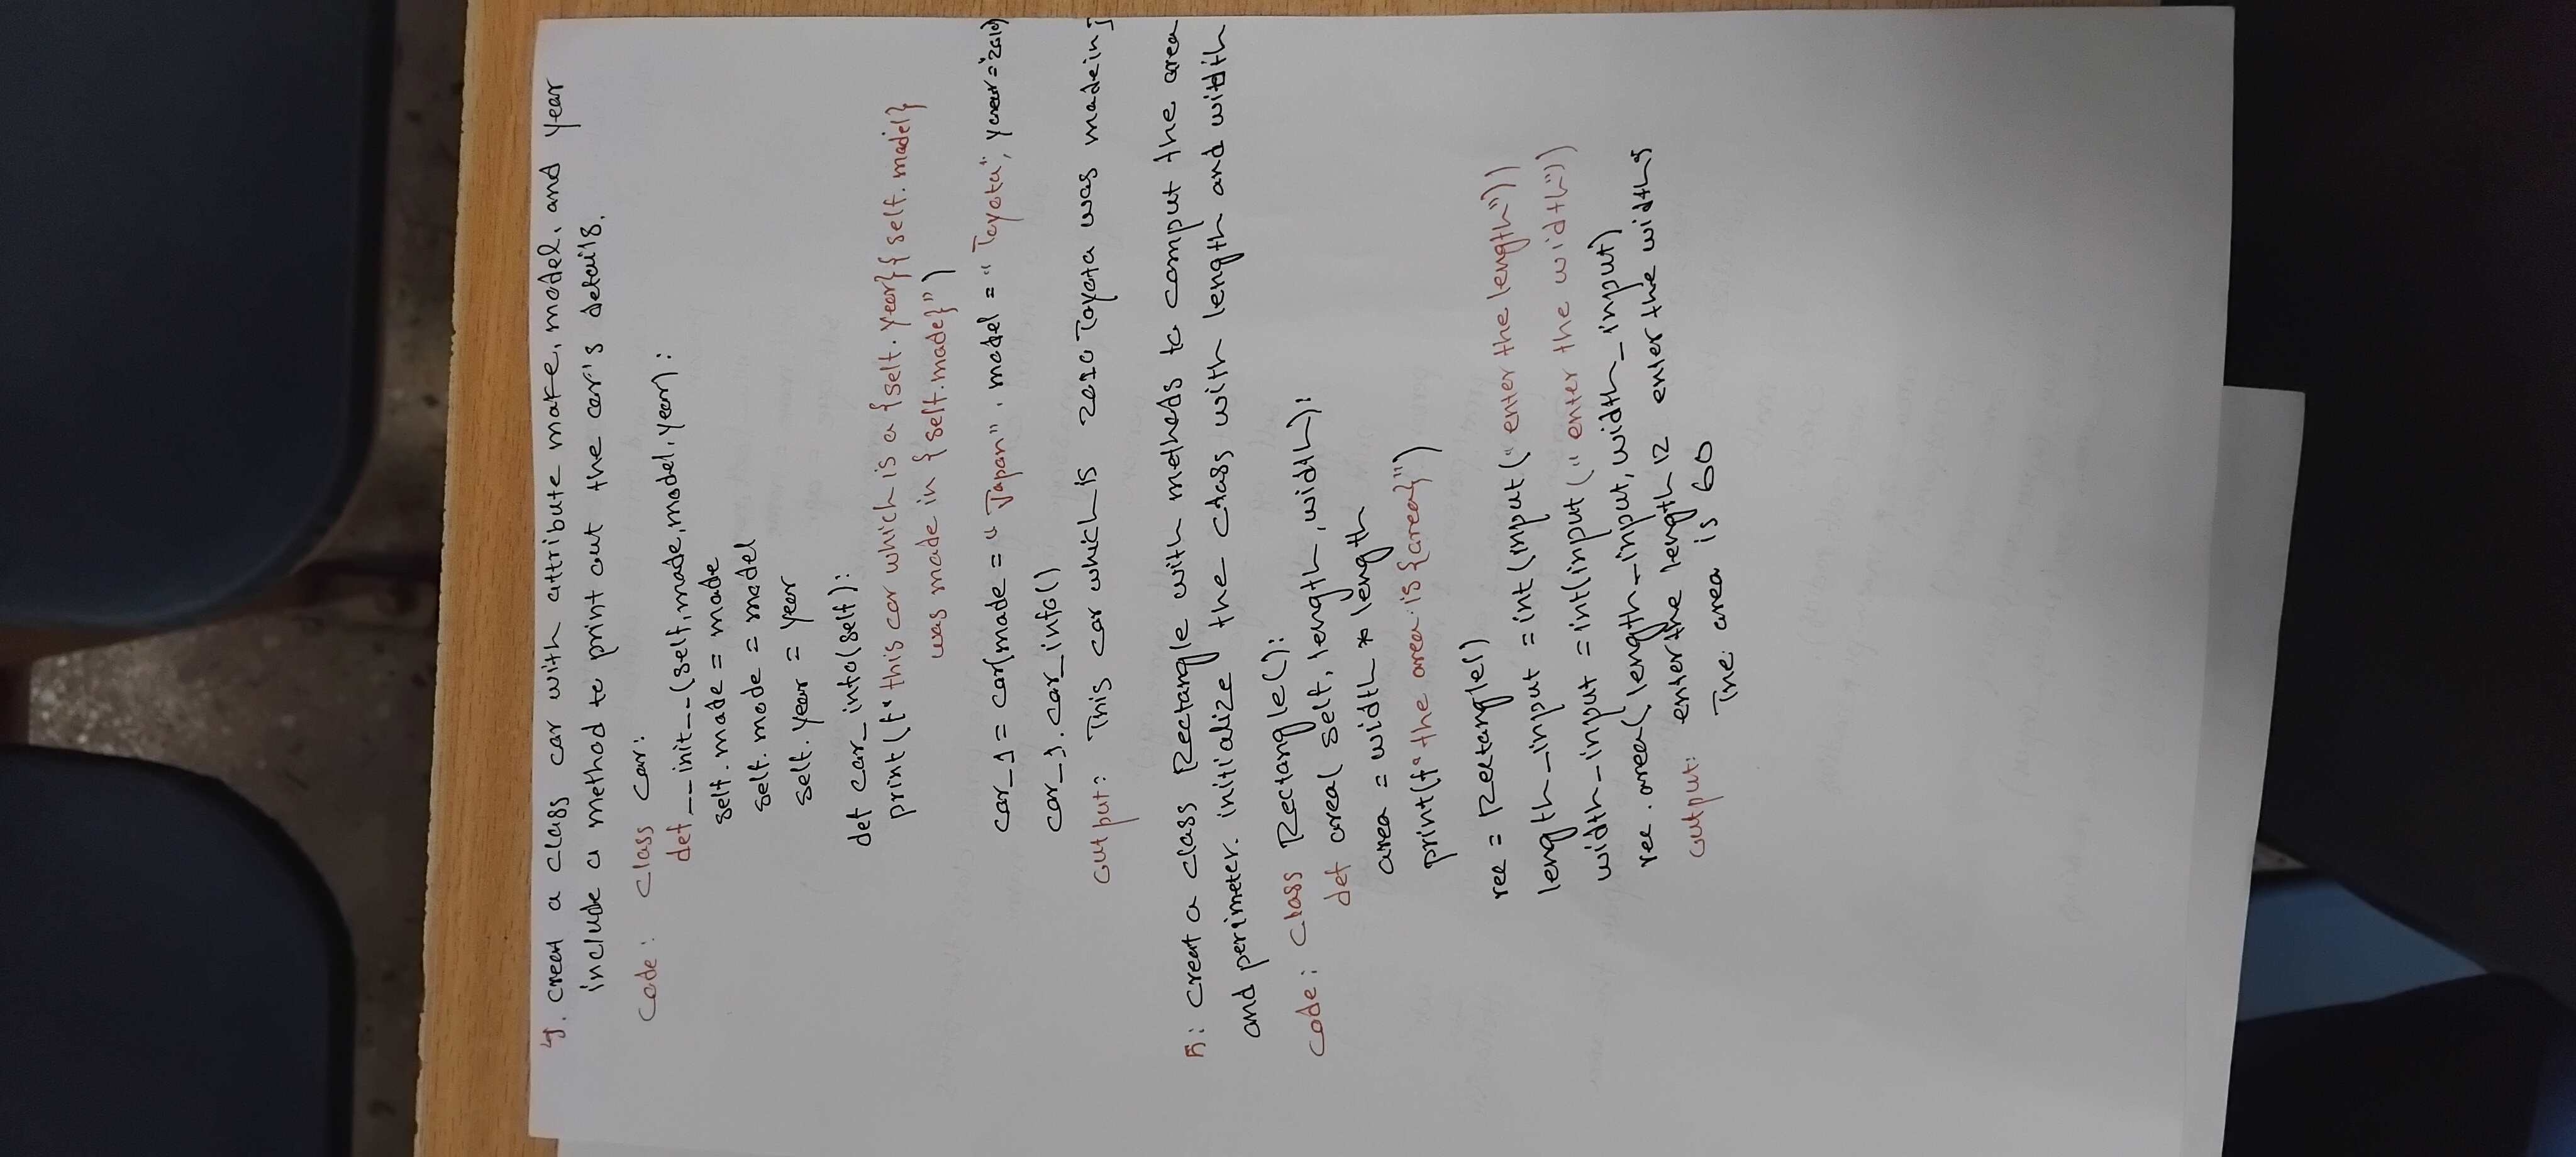 4. creat a class car with attribute make, model, and year
include a method to print out the car's details.
Code: class car:
def __init__(self, made, model, year):
self.made = made
self.mode = model
self.year = year
def car_info(self):
print(f"this car which is a {self.year}{self.model}
was made in {self.made}")
car_1 = car(made = "Japan", model = "Toyota", year = "2010)
car_1.car_info()
output: This car which is 2010 Toyota was made in J
5: creat a class Rectangle with methods to comput the area
and perimeter. initialize the class with length and width
code: class Rectangle():
def area( self, length, width):
area = width * length
print(f"the area is {area}")
rec = Rectangle()
length_input = int(input(" enter the length"))
width_input = int(input(" enter the width"))
rec.area(length_input, width_input)
output: enter the length 12 enter the width 5
The area is 60